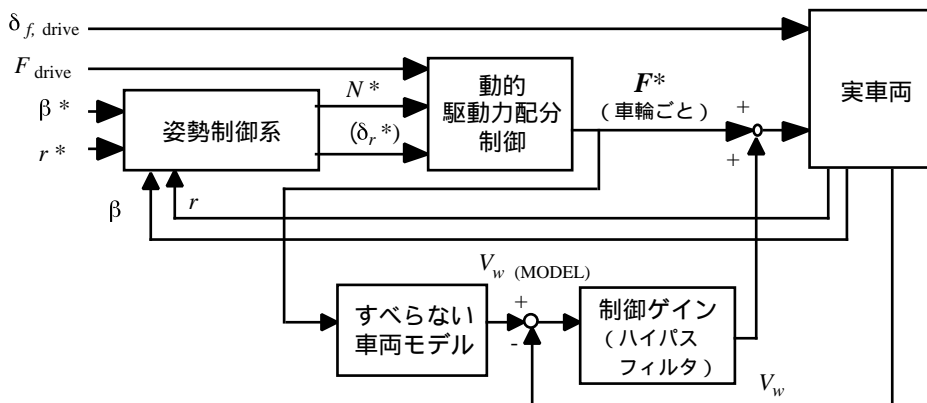 δ f, drive
F drive
β *
r *
姿勢制御系
N *
(δr*)
動的
駆動力配分
制御
F*
(車輪ごと)
+
+
実車両
β
r
Vw (MODEL)
すべらない
車両モデル
+
-
制御ゲイン
(ハイパス
フィルタ)
Vw